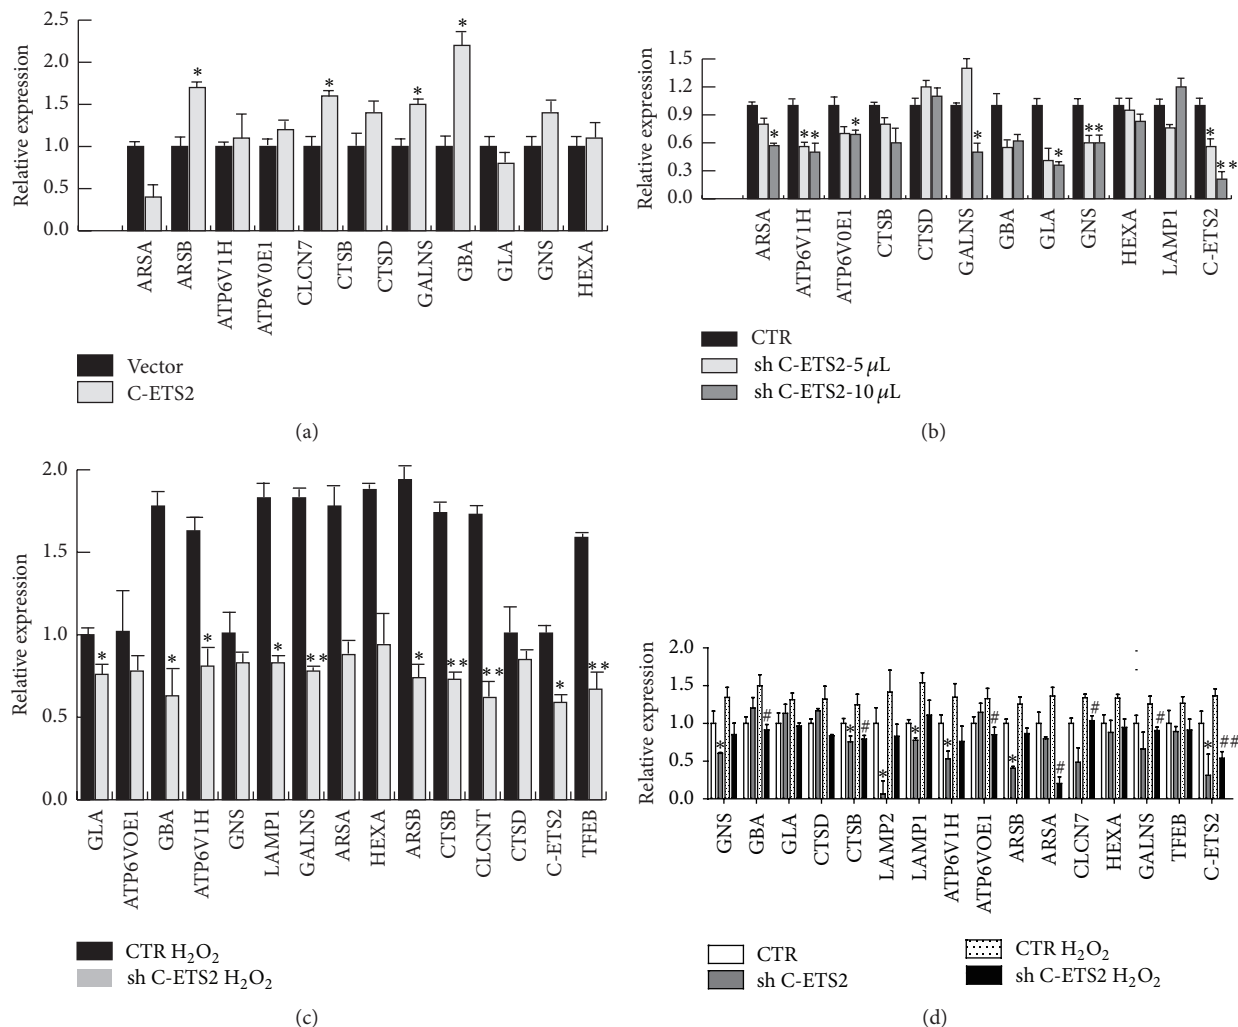 Relative expression
2.5
2.0
1.5
1.0
0.5
0.0
* * * *
ARSA ARSB ATP6V1H ATP6V0E1 CLCN7 CTSB CTSD GALNS GBA GLA GNS HEXA
Vector
C-ETS2
(a)
Relative expression
1.5
1.2
0.9
0.6
0.3
0.0
* ** * * * ** * **
ARSA ATP6V1H ATP6V0E1 CTSB CTSD GALNS GBA GLA GNS HEXA LAMP1 C-ETS2
CTR
sh C-ETS2-5 μL
sh C-ETS2-10 μL
(b)
Relative expression
2.0
1.5
1.0
0.5
0.0
* * * * ** * ** ** * **
GLA ATP6VOE1 GBA ATP6V1H GNS LAMP1 GALNS ARSA HEXA ARSB CTSB CLCNT CTSD C-ETS2 TFEB
CTR H₂O₂
sh C-ETS2 H₂O₂
(c)
Relative expression
2.0
1.5
1.0
0.5
0.0
* # * # * * * # * # # # * ##
GNS GBA GLA CTSD CTSB LAMP2 LAMP1 ATP6V1H ATP6VOE1 ARSB ARSA CLCN7 HEXA GALNS TFEB C-ETS2
CTR
sh C-ETS2
CTR H₂O₂
sh C-ETS2 H₂O₂
(d)